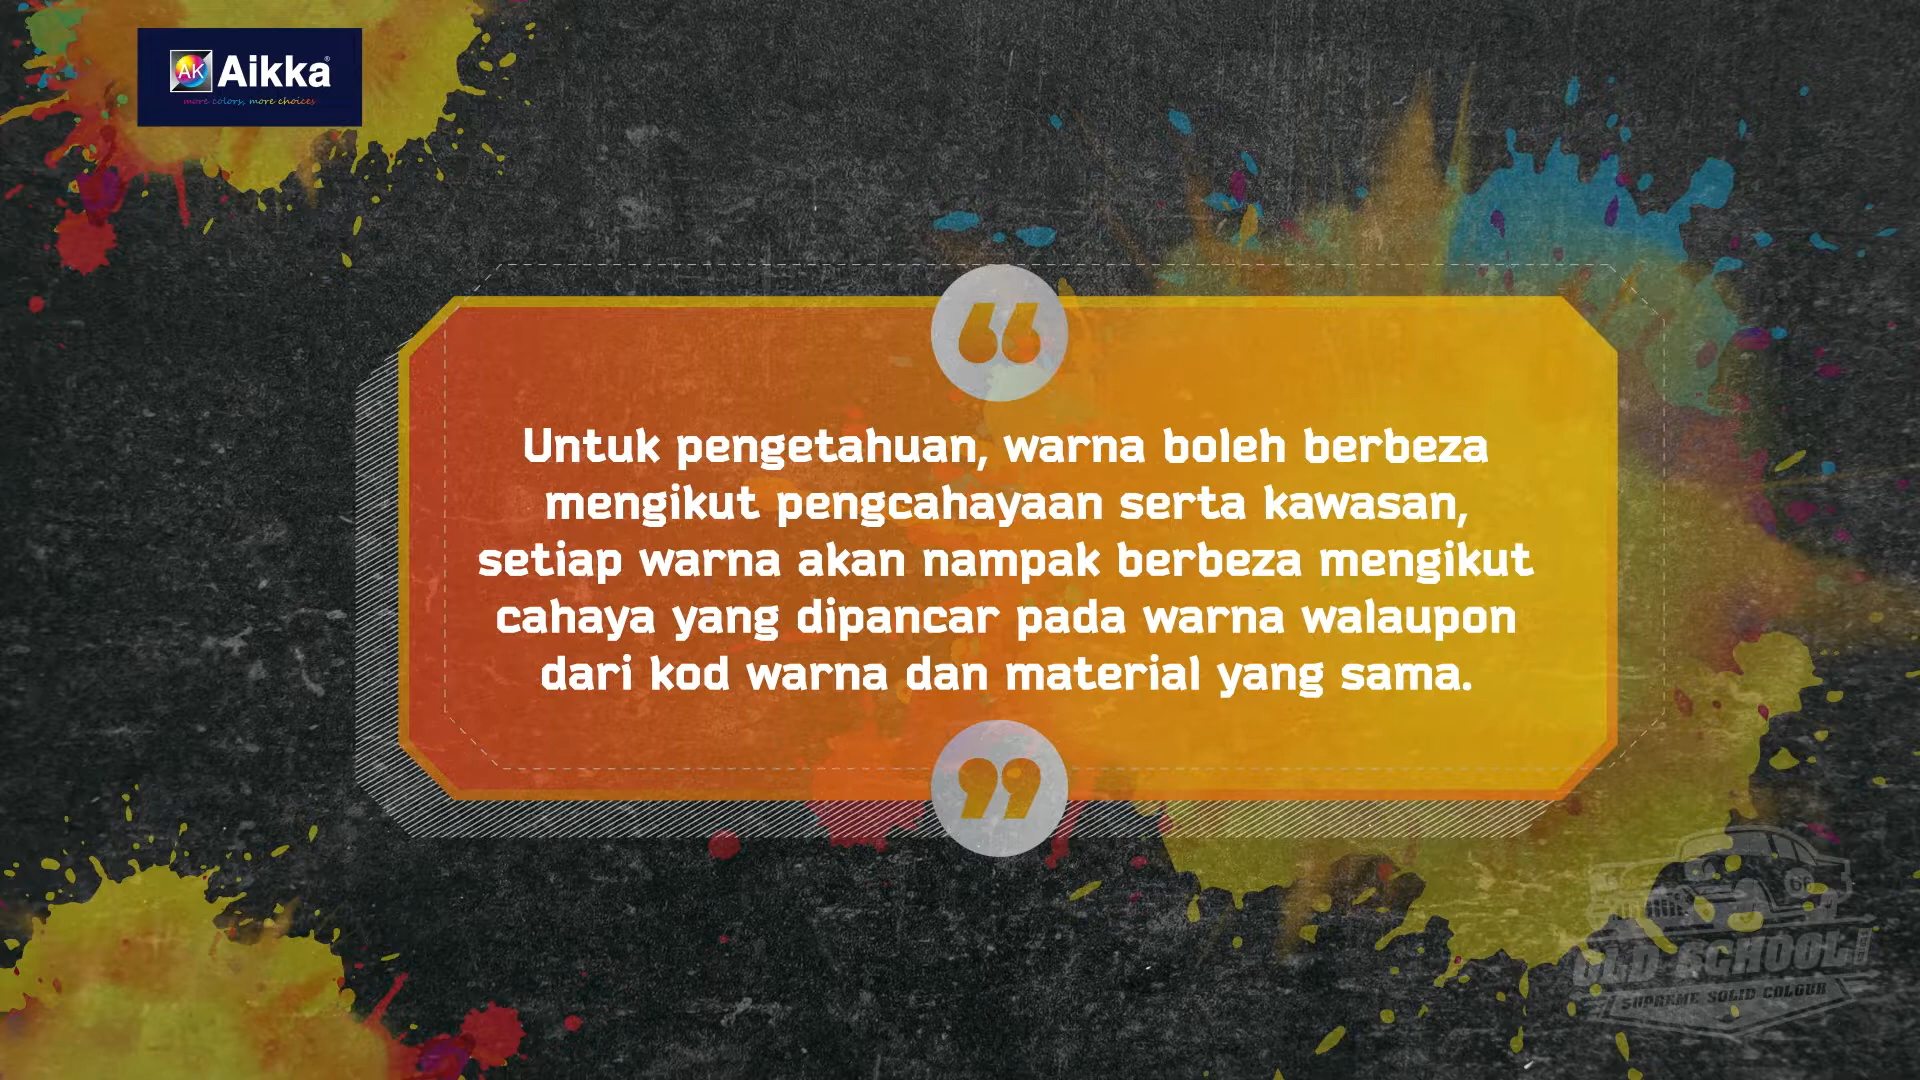 AK Aikka®
more colors, more choices
“
Untuk pengetahuan, warna boleh berbeza
mengikut pengcahayaan serta kawasan,
setiap warna akan nampak berbeza mengikut
cahaya yang dipancar pada warna walaupon
dari kod warna dan material yang sama.
”
OLD SCHOOL
SUPREME SOLID COLOUR